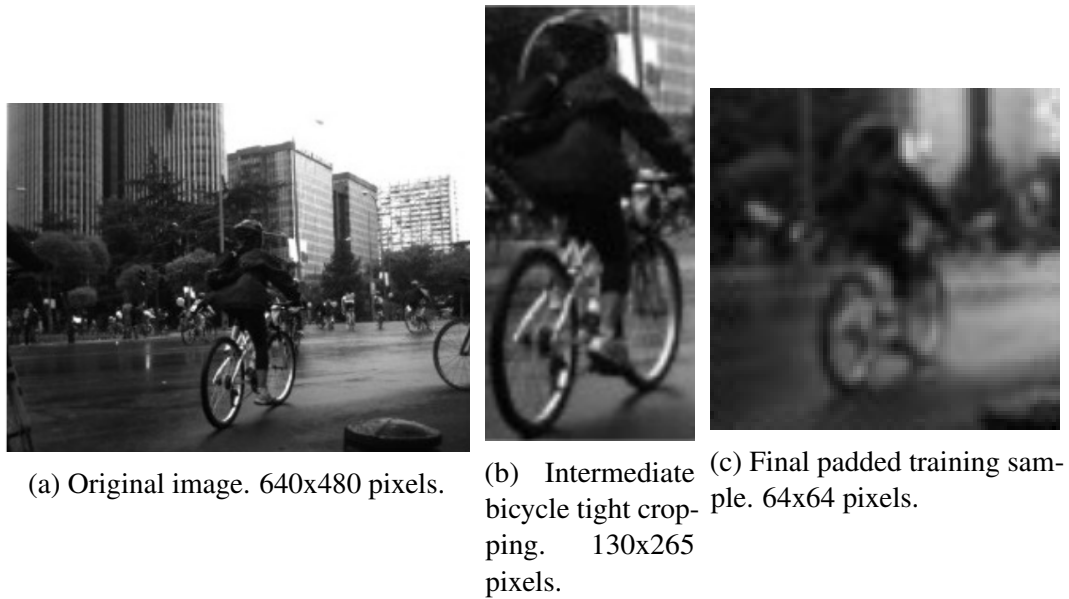 (a) Original image. 640x480 pixels.
(b) Intermediate
bicycle tight crop-
ping. 130x265
pixels.
(c) Final padded training sam-
ple. 64x64 pixels.